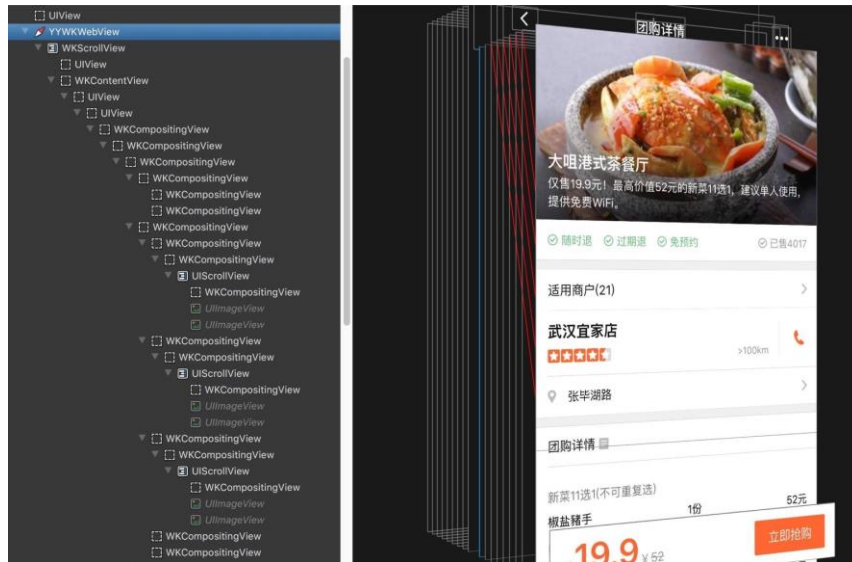 UIView
YYWKWebView
WKScrollView
UIView
WKContentView
UIView
UIView
WKCompositingView
WKCompositingView
WKCompositingView
WKCompositingView
WKCompositingView
WKCompositingView
WKCompositingView
WKCompositingView
WKCompositingView
UIScrollView
WKCompositingView
UIImageView
UIImageView
WKCompositingView
WKCompositingView
UIScrollView
WKCompositingView
UIImageView
UIImageView
WKCompositingView
WKCompositingView
UIScrollView
WKCompositingView
UIImageView
UIImageView
WKCompositingView
WKCompositingView
团购详情
大咀港式茶餐厅
仅售19.9元！最高价值52元的新菜11选1，建议单人使用，
提供免费WiFi。
随时退 过期退 免预约 已售4017
适用商户(21)
武汉宜家店
>100km
张毕湖路
团购详情
新菜11选1(不可重复选)
椒盐猪手 1份 52元
19.9 ¥52 立即抢购